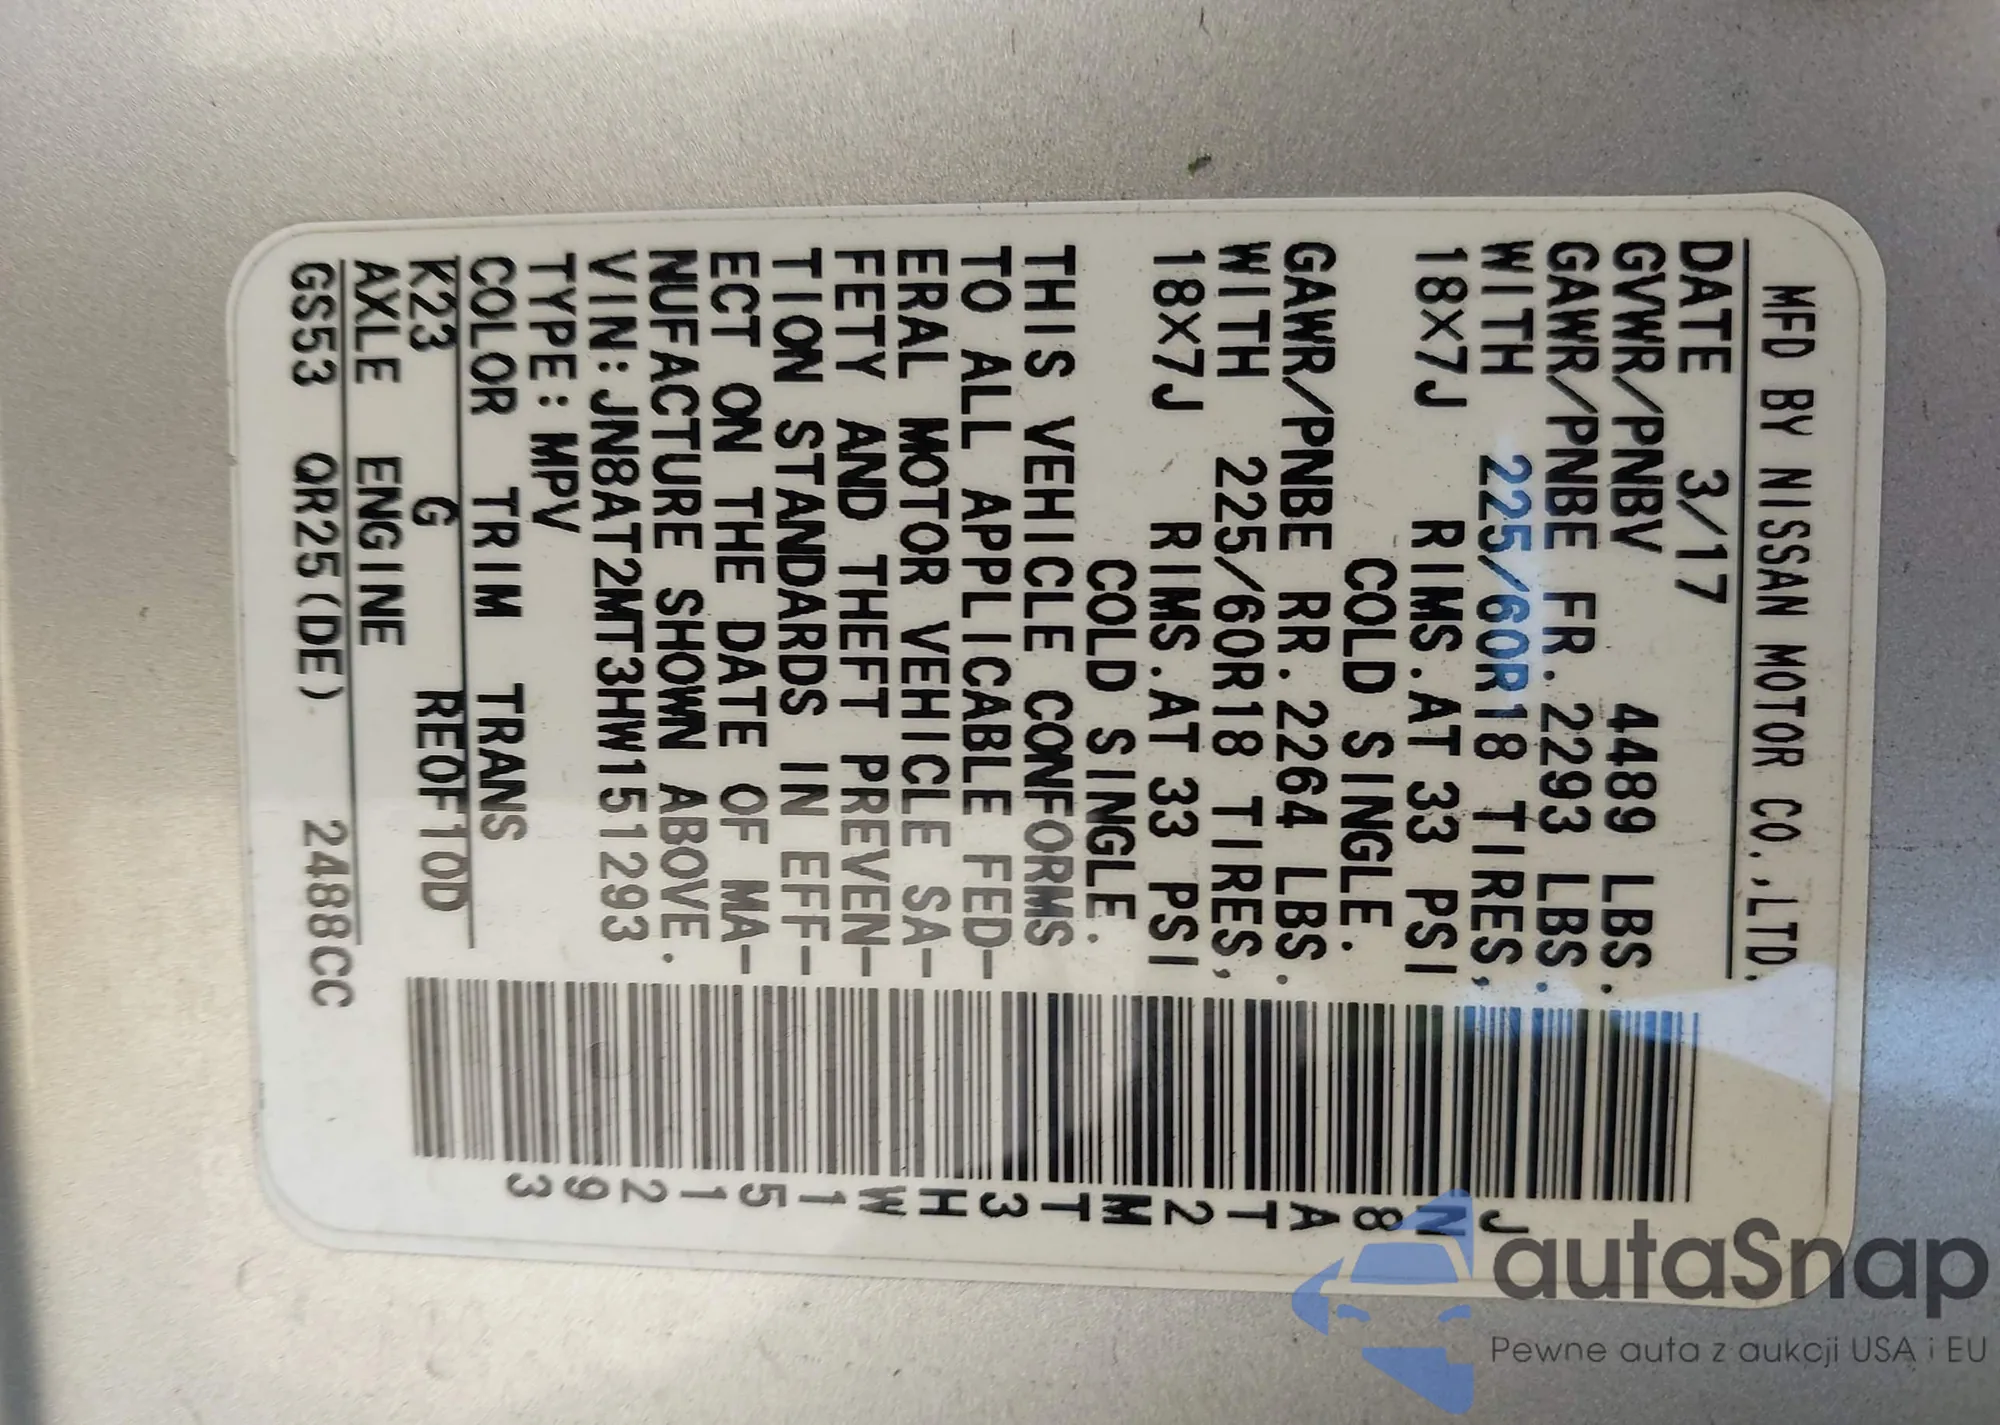 MFD BY NISSAN MOTOR CO.,LTD.
DATE 3/17
GVWR/PNBV 4489 LBS.
GAWR/PNBE FR. 2293 LBS.
WITH 225/60R18 TIRES,
18X7J RIMS.AT 33 PSI
COLD SINGLE.
GAWR/PNBE RR. 2264 LBS.
WITH 225/60R18 TIRES,
18X7J RIMS.AT 33 PSI
COLD SINGLE.
THIS VEHICLE CONFORMS
TO ALL APPLICABLE FED-
ERAL MOTOR VEHICLE SA-
FETY AND THEFT PREVEN-
TION STANDARDS IN EFF-
ECT ON THE DATE OF MA-
NUFACTURE SHOWN ABOVE.
VIN:JN8AT2MT3HW151293
TYPE:MPV
COLOR TRIM TRANS
K23 G RE0F10D
AXLE ENGINE
GS53 QR25(DE) 2488CC
JN8AT2MT3HW151293
autaSnap
Pewne auta z aukcji USA i EU